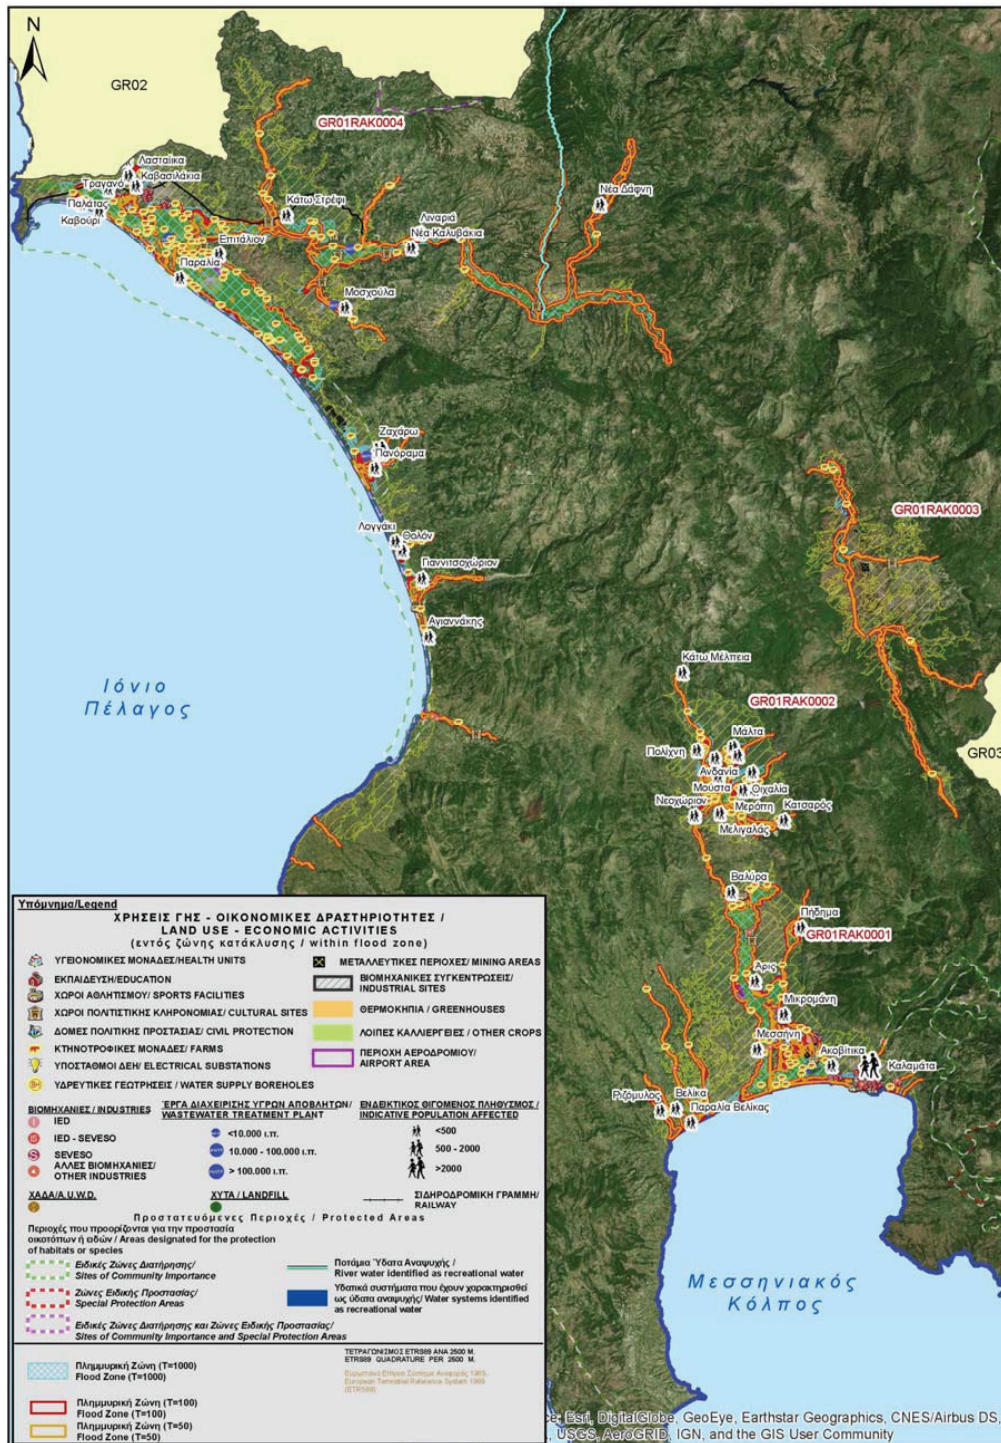 N
GR02
GR01RAK0004
Λασταίικα
Καβασιλάκια
Τραγανό
Παλάτας
Καβούρι
Κάτω Στρέφι
Νέα Δάφνη
Λιναριά
Νέα Καλυβάκια
Επιτάλιον
Παραλία
Μοσχούλα
Ζαχάρω
Πανόραμα
GR01RAK0003
Λογγάκι
Θολόν
Γιαννιτσοχώριον
Αγιαννάκης
Ιόνιο
Πέλαγος
Κάτω Μέλπεια
GR01RAK0002
Μάλτα
Πολίχνη
Ανδανία
GR03
Μούστα
Οιχαλία
Νεοχώριον
Μερόπη
Κατσαρός
Μελιγαλάς
Βαλύρα
Πήδημα
GR01RAK0001
Άρις
Μικρομάνη
Μεσσήνη
Ακοβίτικα
Καλαμάτα
Ριζόμυλος
Βελίκα
Παραλία Βελίκας
Μεσσηνιακός
Κόλπος
Υπόμνημα/Legend
ΧΡΗΣΕΙΣ ΓΗΣ - ΟΙΚΟΝΟΜΙΚΕΣ ΔΡΑΣΤΗΡΙΟΤΗΤΕΣ /
LAND USE - ECONOMIC ACTIVITIES
(εντός ζώνης κατάκλυσης / within flood zone)
ΥΓΕΙΟΝΟΜΙΚΕΣ ΜΟΝΑΔΕΣ/HEALTH UNITS
ΕΚΠΑΙΔΕΥΣΗ/EDUCATION
ΧΩΡΟΙ ΑΘΛΗΤΙΣΜΟΥ/ SPORTS FACILITIES
ΧΩΡΟΙ ΠΟΛΙΤΙΣΤΙΚΗΣ ΚΛΗΡΟΝΟΜΙΑΣ/ CULTURAL SITES
ΔΟΜΕΣ ΠΟΛΙΤΙΚΗΣ ΠΡΟΣΤΑΣΙΑΣ/ CIVIL PROTECTION
ΚΤΗΝΟΤΡΟΦΙΚΕΣ ΜΟΝΑΔΕΣ/ FARMS
ΥΠΟΣΤΑΘΜΟΙ ΔΕΗ/ ELECTRICAL SUBSTATIONS
ΥΔΡΕΥΤΙΚΕΣ ΓΕΩΤΡΗΣΕΙΣ / WATER SUPPLY BOREHOLES
ΜΕΤΑΛΛΕΥΤΙΚΕΣ ΠΕΡΙΟΧΕΣ/ MINING AREAS
ΒΙΟΜΗΧΑΝΙΚΕΣ ΣΥΓΚΕΝΤΡΩΣΕΙΣ/
INDUSTRIAL SITES
ΘΕΡΜΟΚΗΠΙΑ / GREENHOUSES
ΛΟΙΠΕΣ ΚΑΛΛΙΕΡΓΕΙΕΣ / OTHER CROPS
ΠΕΡΙΟΧΗ ΑΕΡΟΔΡΟΜΙΟΥ/
AIRPORT AREA
ΒΙΟΜΗΧΑΝΙΕΣ / INDUSTRIES
IED
IED - SEVESO
SEVESO
ΑΛΛΕΣ ΒΙΟΜΗΧΑΝΙΕΣ/
OTHER INDUSTRIES
ΈΡΓΑ ΔΙΑΧΕΙΡΙΣΗΣ ΥΓΡΩΝ ΑΠΟΒΛΗΤΩΝ/
WASTEWATER TREATMENT PLANT
<10.000 ι.π.
10.000 - 100.000 ι.π.
> 100.000 ι.π.
ΕΝΔΕΙΚΤΙΚΟΣ ΘΙΓΟΜΕΝΟΣ ΠΛΗΘΥΣΜΟΣ /
INDICATIVE POPULATION AFFECTED
<500
500 - 2000
>2000
ΧΑΔΑ/A.U.W.D.
ΧΥΤΑ / LANDFILL
ΣΙΔΗΡΟΔΡΟΜΙΚΗ ΓΡΑΜΜΗ/
RAILWAY
Προστατευόμενες Περιοχές / Protected Areas
Περιοχές που προορίζονται για την προστασία
οικοτόπων ή ειδών / Areas designated for the protection
of habitats or species
Ειδικές Ζώνες Διατήρησης/
Sites of Community Importance
Ζώνες Ειδικής Προστασίας/
Special Protection Areas
Ειδικές Ζώνες Διατήρησης και Ζώνες Ειδικής Προστασίας/
Sites of Community Importance and Special Protection Areas
Ποτάμια Ύδατα Αναψυχής /
River water identified as recreational water
Υδατικά συστήματα που έχουν χαρακτηρισθεί
ως ύδατα αναψυχής/ Water systems identified
as recreational water
Πλημμυρική Ζώνη (T=1000)
Flood Zone (T=1000)
Πλημμυρική Ζώνη (T=100)
Flood Zone (T=100)
Πλημμυρική Ζώνη (T=50)
Flood Zone (T=50)
ΤΕΤΡΑΓΩΝΙΣΜΟΣ ETRS89 ΑΝΑ 2500 Μ.
ETRS89 QUADRATURE PER 2500 M.
European Terrestrial Reference System 1989
(ETRS89)
Esri, DigitalGlobe, GeoEye, Earthstar Geographics, CNES/Airbus DS,
USGS, AeroGRID, IGN, and the GIS User Community